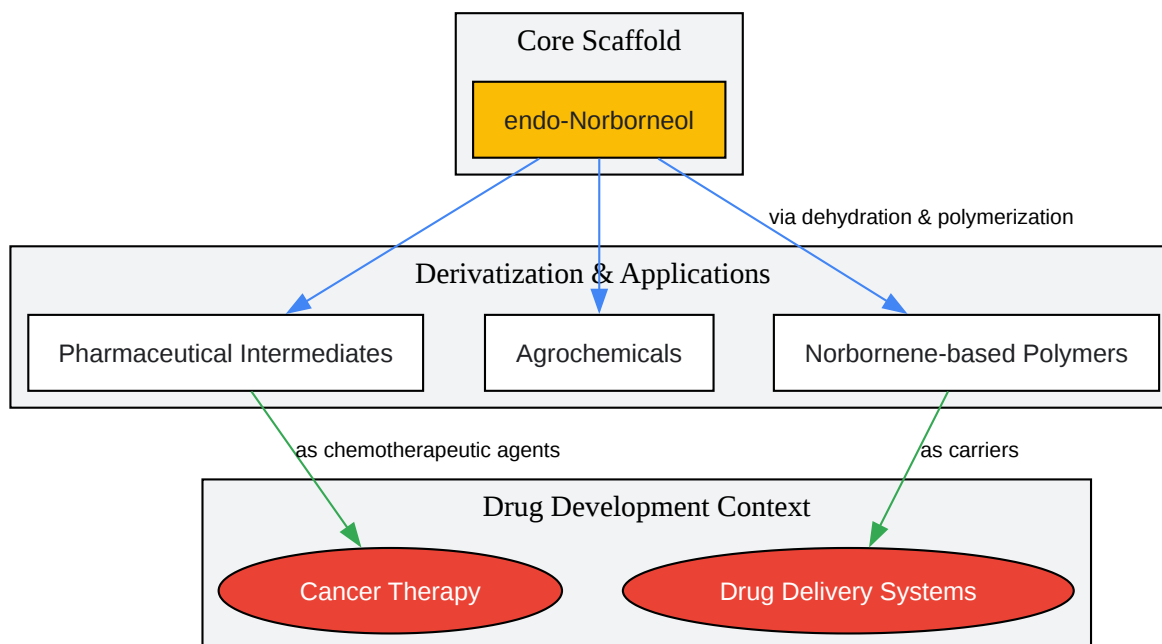 Core Scaffold
endo-Norborneol
via dehydration & polymerization
Derivatization & Applications
Pharmaceutical Intermediates
Agrochemicals
Norbornene-based Polymers
as chemotherapeutic agents
as carriers
Drug Development Context
Cancer Therapy
Drug Delivery Systems